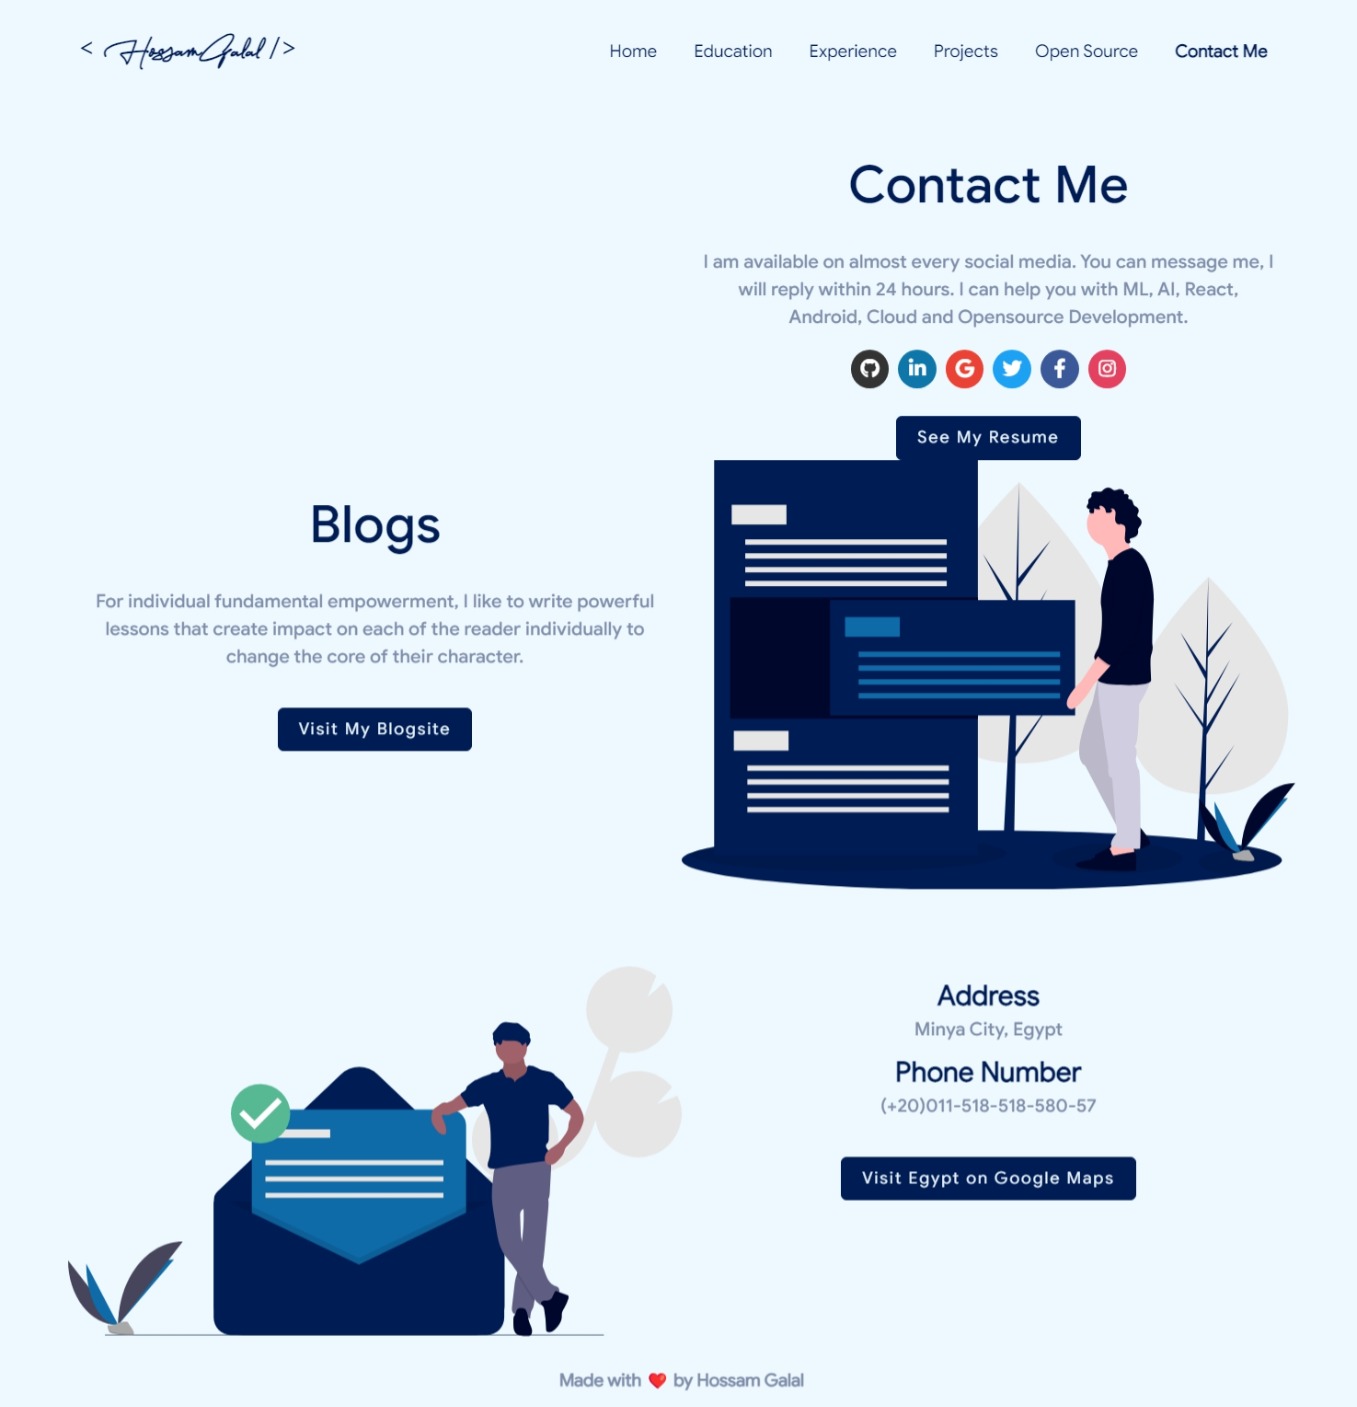 < HossamGalal />
Home Education Experience Projects Open Source Contact Me
Contact Me
I am available on almost every social media. You can message me, I
will reply within 24 hours. I can help you with ML, AI, React,
Android, Cloud and Opensource Development.
in G f
See My Resume
Blogs
For individual fundamental empowerment, I like to write powerful
lessons that create impact on each of the reader individually to
change the core of their character.
Visit My Blogsite
Address
Minya City, Egypt
Phone Number
(+20)011-518-518-580-57
Visit Egypt on Google Maps
Made with ❤️ by Hossam Galal